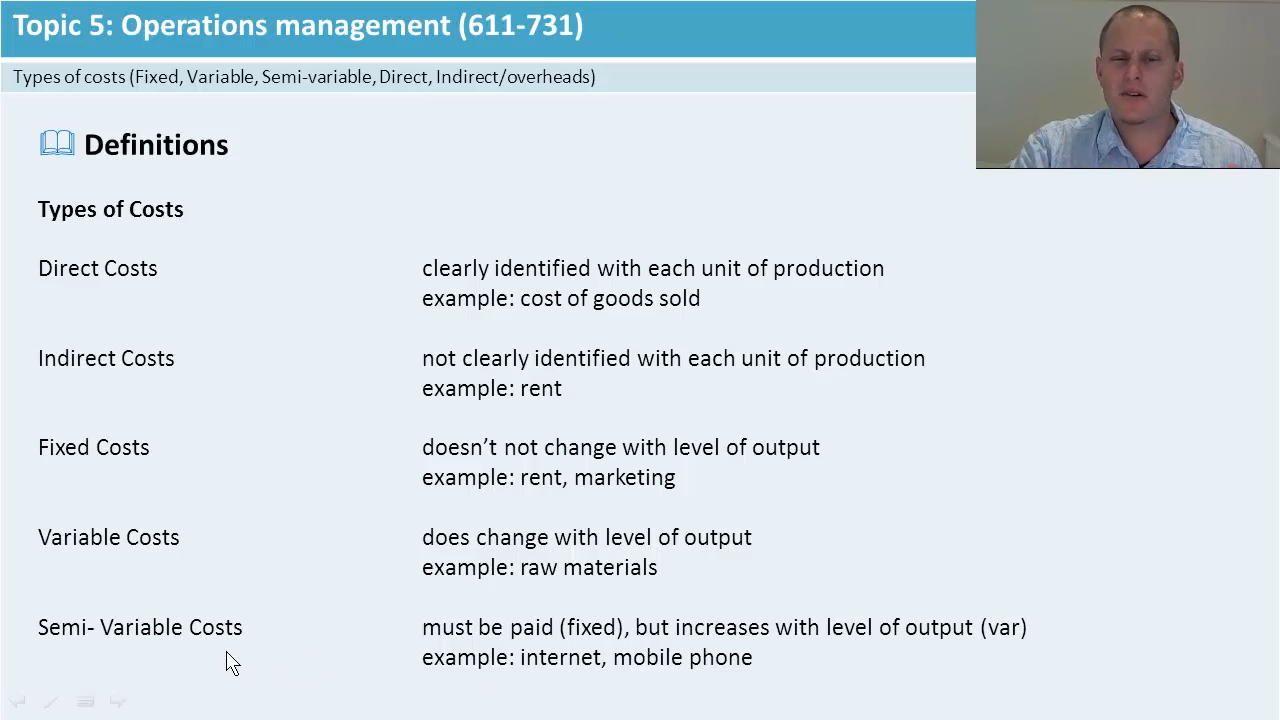 Topic 5: Operations management (611-731)
Types of costs (Fixed, Variable, Semi-variable, Direct, Indirect/overheads)
Definitions
Types of Costs
Direct Costs
clearly identified with each unit of production
example: cost of goods sold
Indirect Costs
not clearly identified with each unit of production
example: rent
Fixed Costs
doesn’t not change with level of output
example: rent, marketing
Variable Costs
does change with level of output
example: raw materials
Semi- Variable Costs
must be paid (fixed), but increases with level of output (var)
example: internet, mobile phone